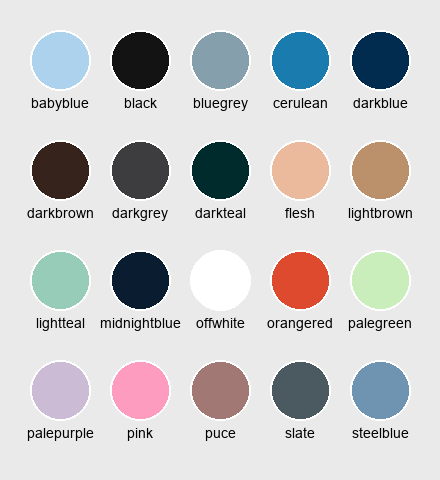 babyblue black bluegrey cerulean darkblue
darkbrown darkgrey darkteal flesh lightbrown
lightteal midnightblue offwhite orangered palegreen
palepurple pink puce slate steelblue